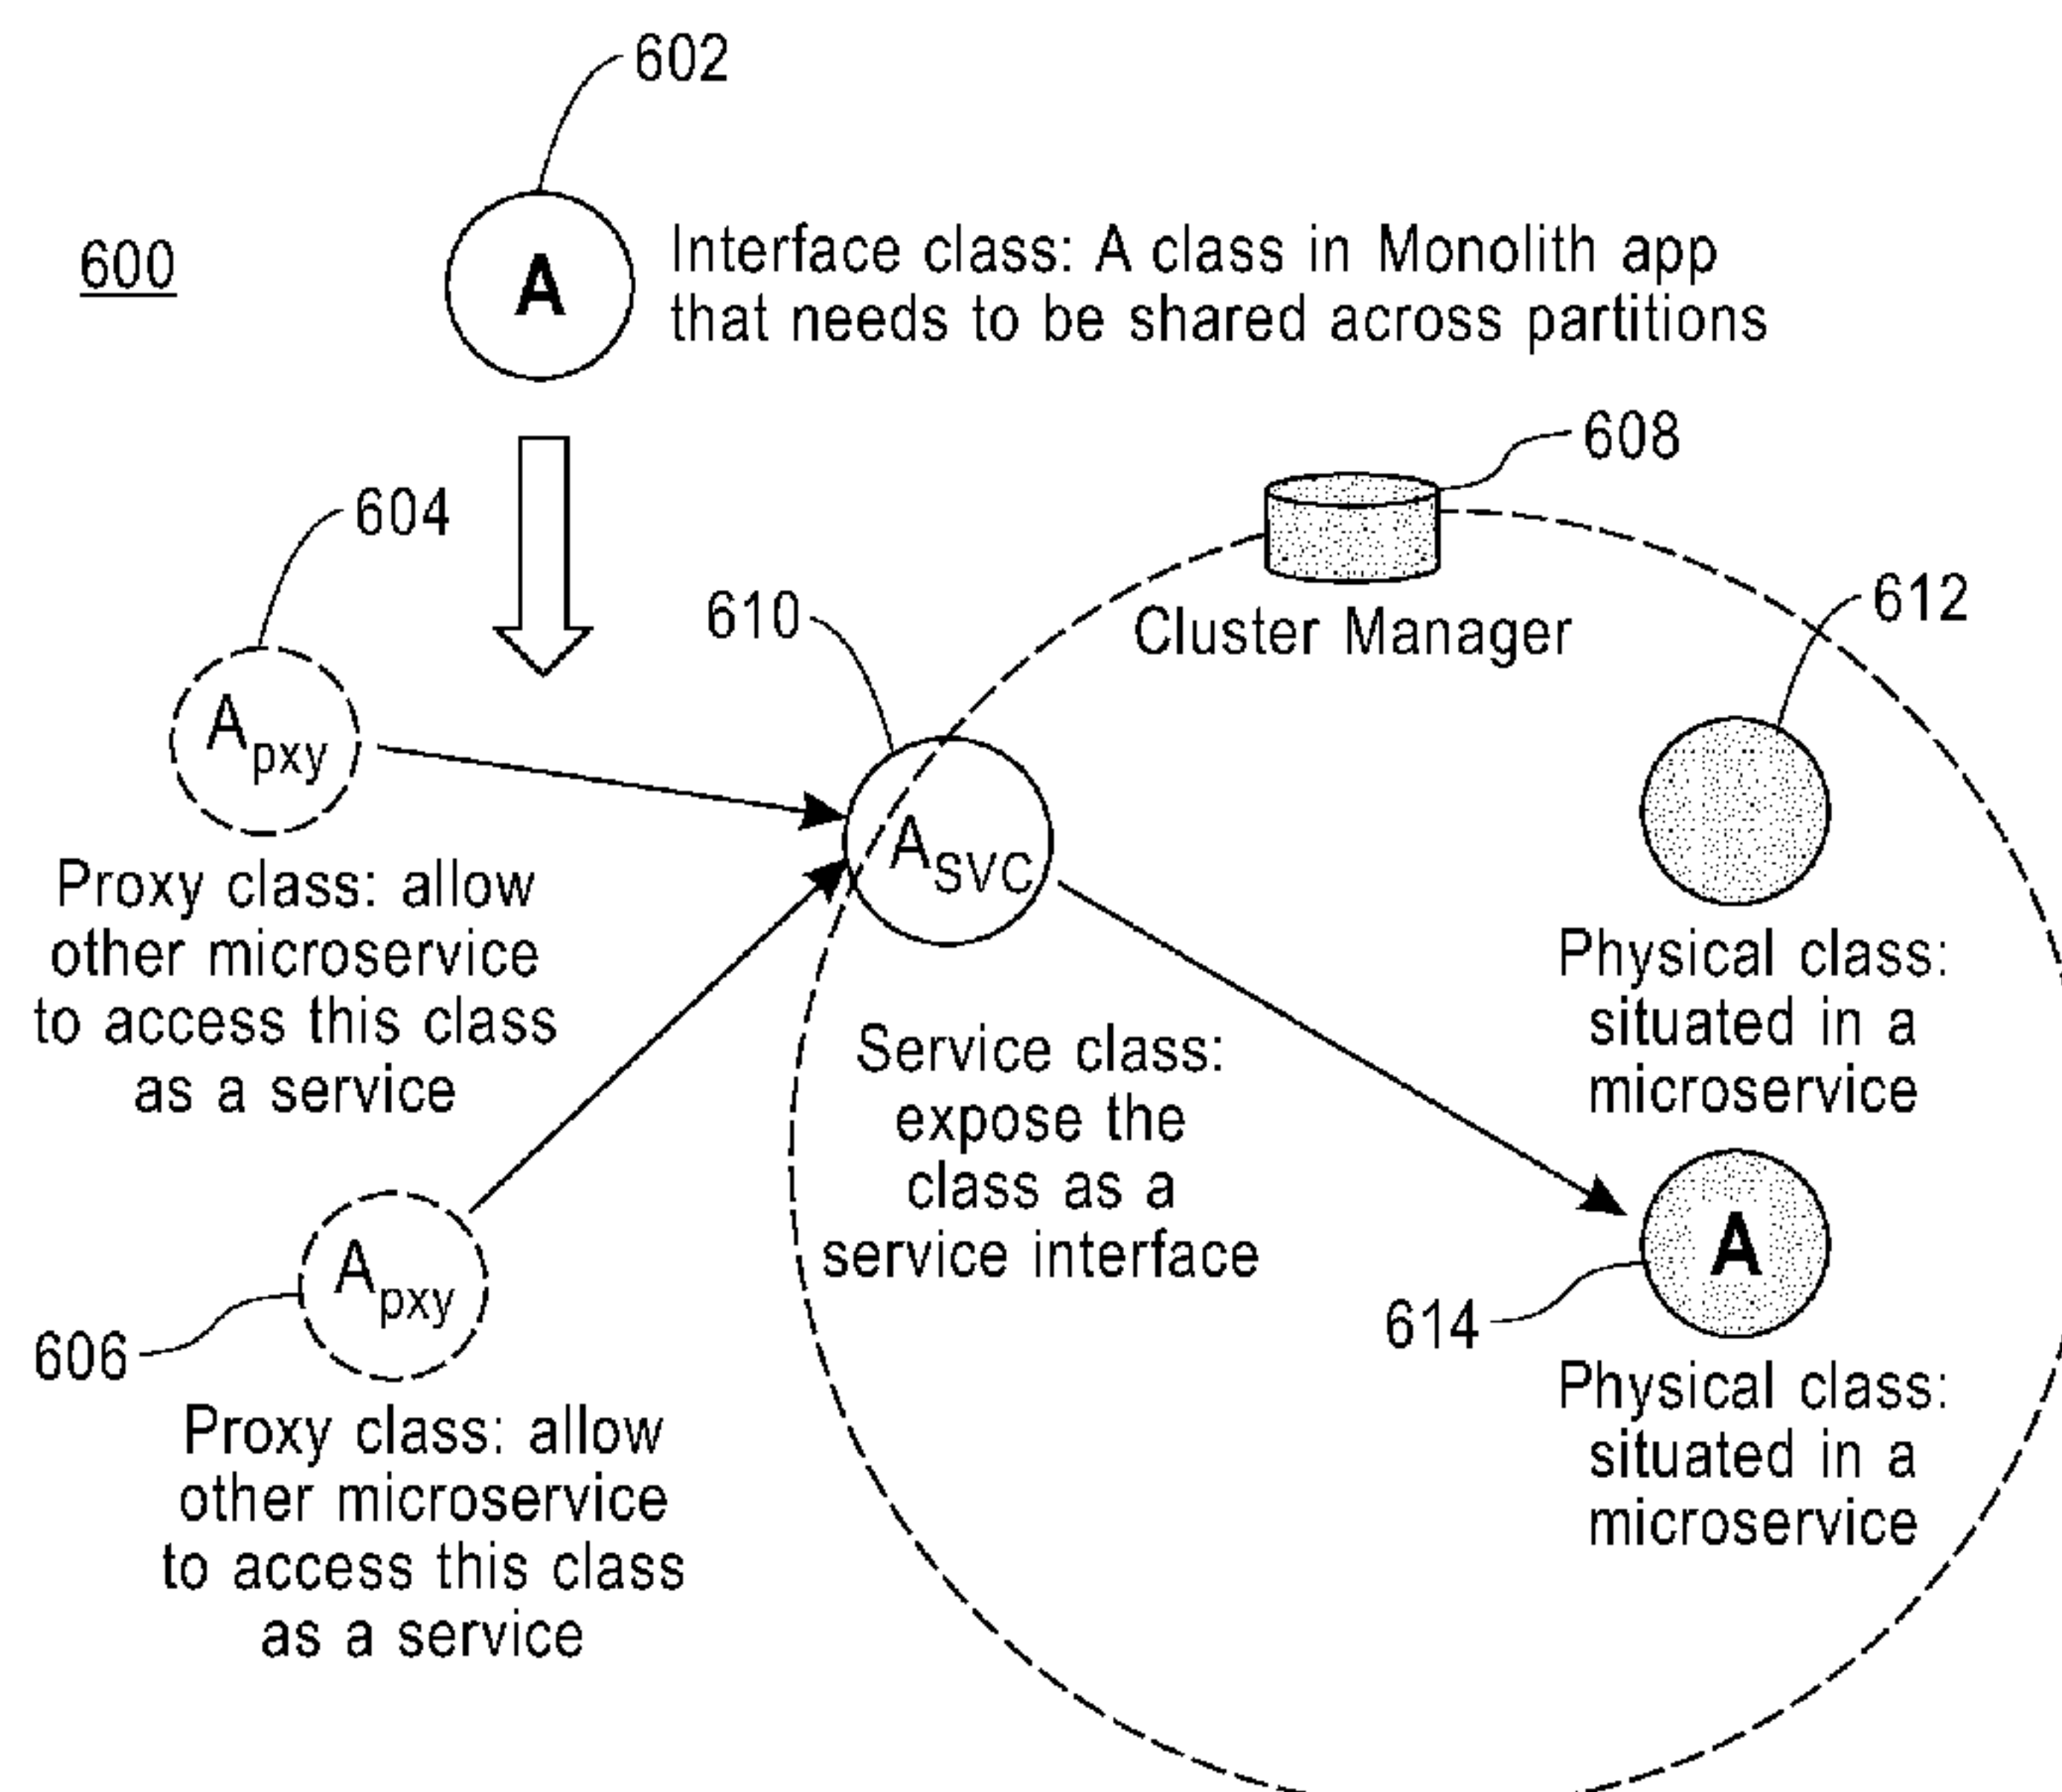 602
600
A
Interface class: A class in Monolith app
that needs to be shared across partitions
608
604
610
612
Cluster Manager
Apxy
ASVC
Proxy class: allow
other microservice
to access this class
as a service
Physical class:
situated in a
microservice
Service class:
expose the
class as a
service interface
A
614
Apxy
606
Physical class:
situated in a
microservice
Proxy class: allow
other microservice
to access this class
as a service